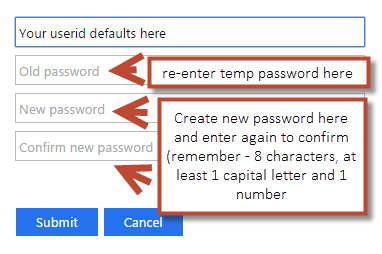 Your userid defaults here
Old password
re-enter temp password here
New password
Create new password here
and enter again to confirm
(remember - 8 characters, at
least 1 capital letter and 1
number
Confirm new password
Submit
Cancel